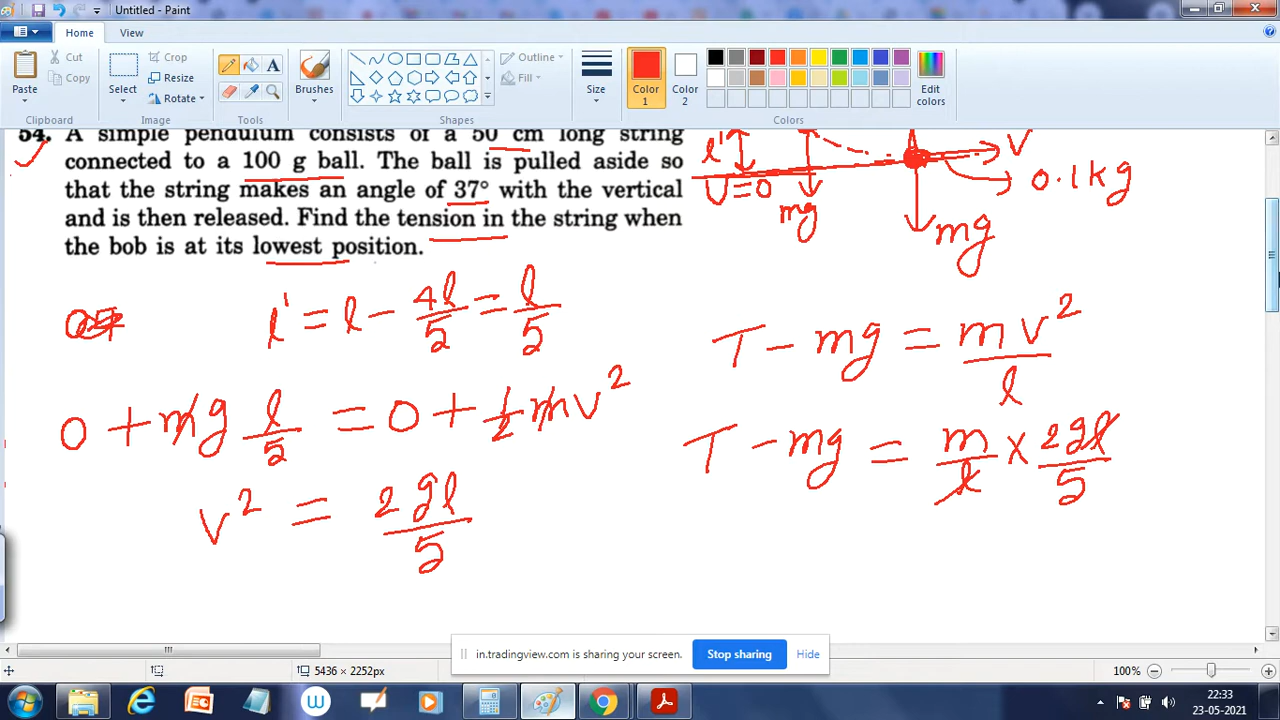 Untitled - Paint
Home View
Cut
Copy
Paste
Clipboard
Select
Crop
Resize
Rotate
Image
Tools
Brushes
Outline
Fill
Shapes
Size
Color 1
Color 2
Edit colors
Colors
54. A simple pendulum consists of a 50 cm long string
connected to a 100 g ball. The ball is pulled aside so
that the string makes an angle of 37° with the vertical
and is then released. Find the tension in the string when
the bob is at its lowest position.
l'
U=0
mg
V
0.1kg
mg
l' = l - 4l/5 = l/5
0 + mg l/5 = 0 + 1/2 mv^2
v^2 = 2gl/5
T - mg = mv^2/l
T - mg = m/l × 2gl/5
in.tradingview.com is sharing your screen. Stop sharing Hide
5436 × 2252px
100%
W
22:33
23-05-2021